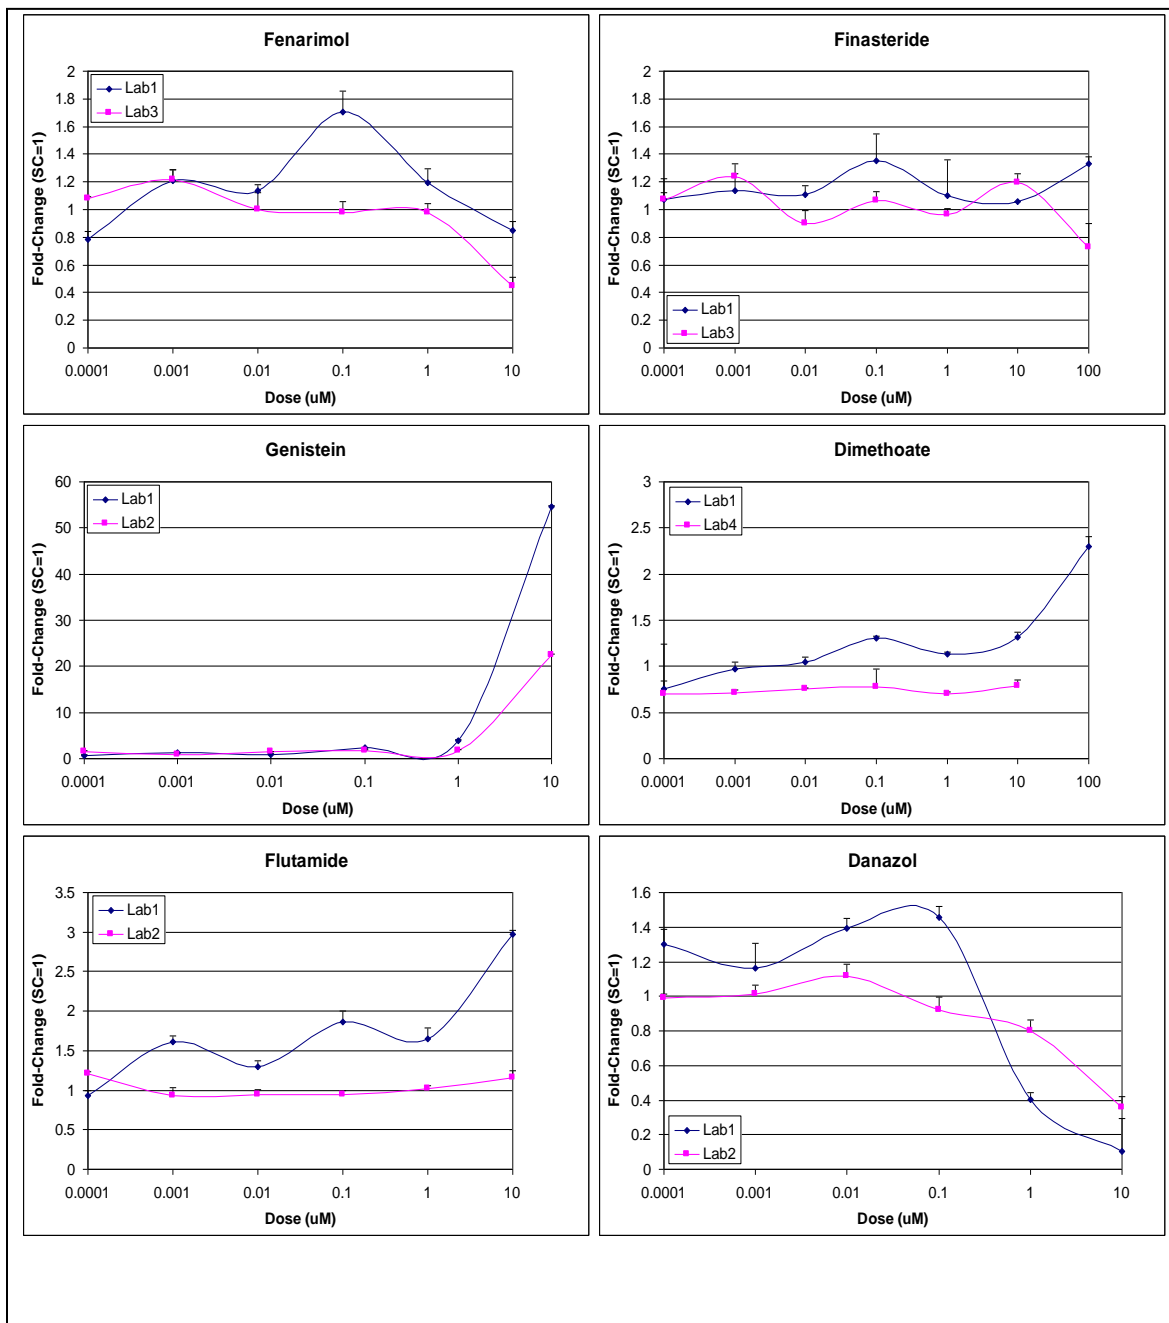 Fenarimol
Fold-Change (SC=1)
2
1.8
1.6
1.4
1.2
1
0.8
0.6
0.4
0.2
0
Lab1
Lab3
0.0001 0.001 0.01 0.1 1 10
Dose (uM)
Finasteride
Fold-Change (SC=1)
2
1.8
1.6
1.4
1.2
1
0.8
0.6
0.4
0.2
0
Lab1
Lab3
0.0001 0.001 0.01 0.1 1 10 100
Dose (uM)
Genistein
Fold-Change (SC=1)
60
50
40
30
20
10
0
Lab1
Lab2
0.0001 0.001 0.01 0.1 1 10
Dose (uM)
Dimethoate
Fold-Change (SC=1)
3
2.5
2
1.5
1
0.5
0
Lab1
Lab4
0.0001 0.001 0.01 0.1 1 10 100
Dose (uM)
Flutamide
Fold-Change (SC=1)
3.5
3
2.5
2
1.5
1
0.5
0
Lab1
Lab2
0.0001 0.001 0.01 0.1 1 10
Dose (uM)
Danazol
Fold-Change (SC=1)
1.6
1.4
1.2
1
0.8
0.6
0.4
0.2
0
Lab1
Lab2
0.0001 0.001 0.01 0.1 1 10
Dose (uM)